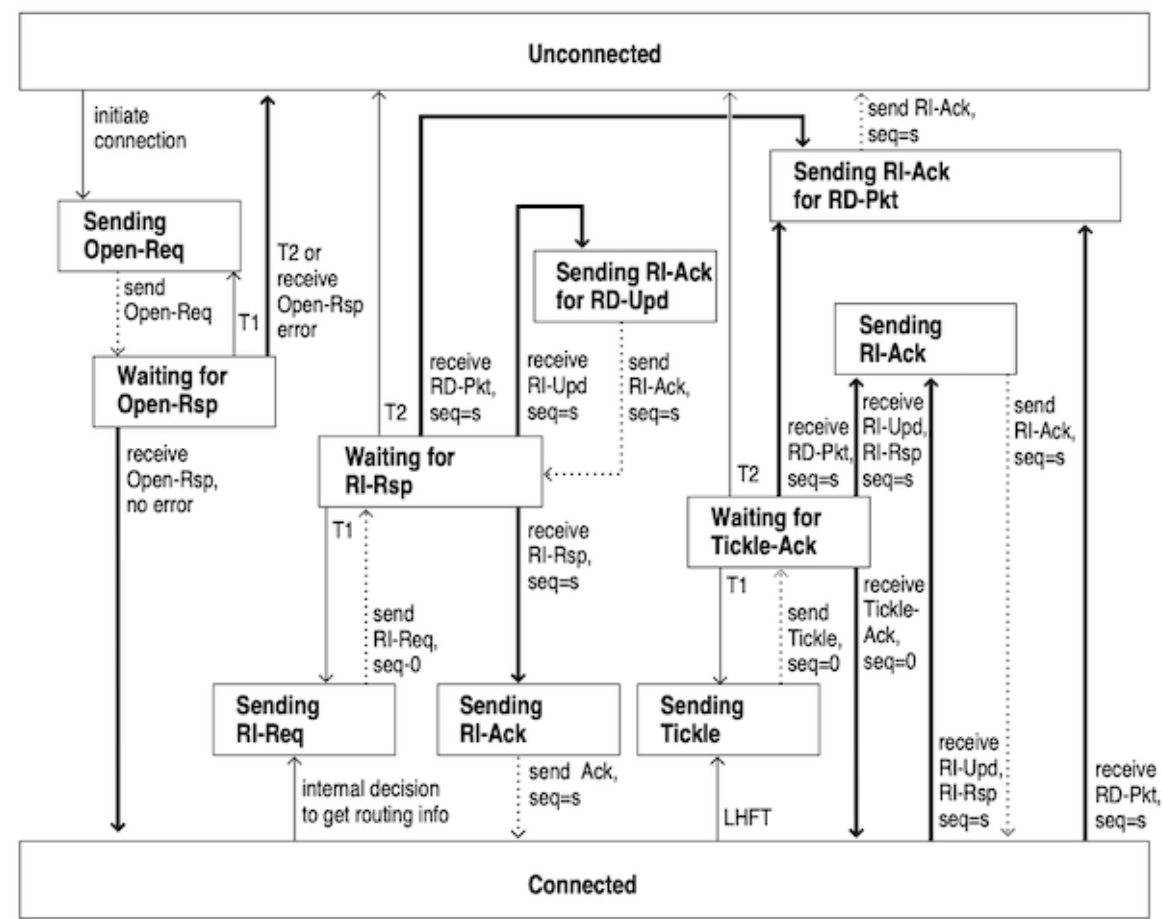 Unconnected
initiate
connection
send RI-Ack,
seq=s
Sending RI-Ack
for RD-Pkt
Sending
Open-Req
T2 or
receive
Open-Rsp
error
send
Open-Req
T1
Sending RI-Ack
for RD-Upd
Sending
RI-Ack
Waiting for
Open-Rsp
receive
RD-Pkt,
seq=s
receive
RI-Upd
seq=s
send
RI-Ack,
seq=s
T2
receive
RD-Pkt,
seq=s
receive
RI-Upd,
RI-Rsp
seq=s
send
RI-Ack,
seq=s
T2
receive
Open-Rsp,
no error
Waiting for
RI-Rsp
Waiting for
Tickle-Ack
T1
receive
RI-Rsp,
seq=s
T1
send
RI-Req,
seq-0
send
Tickle,
seq=0
receive
Tickle-
Ack,
seq=0
Sending
RI-Req
Sending
RI-Ack
Sending
Tickle
internal decision
to get routing info
send Ack,
seq=s
LHFT
receive
RI-Upd,
RI-Rsp
seq=s
receive
RD-Pkt,
seq=s
Connected